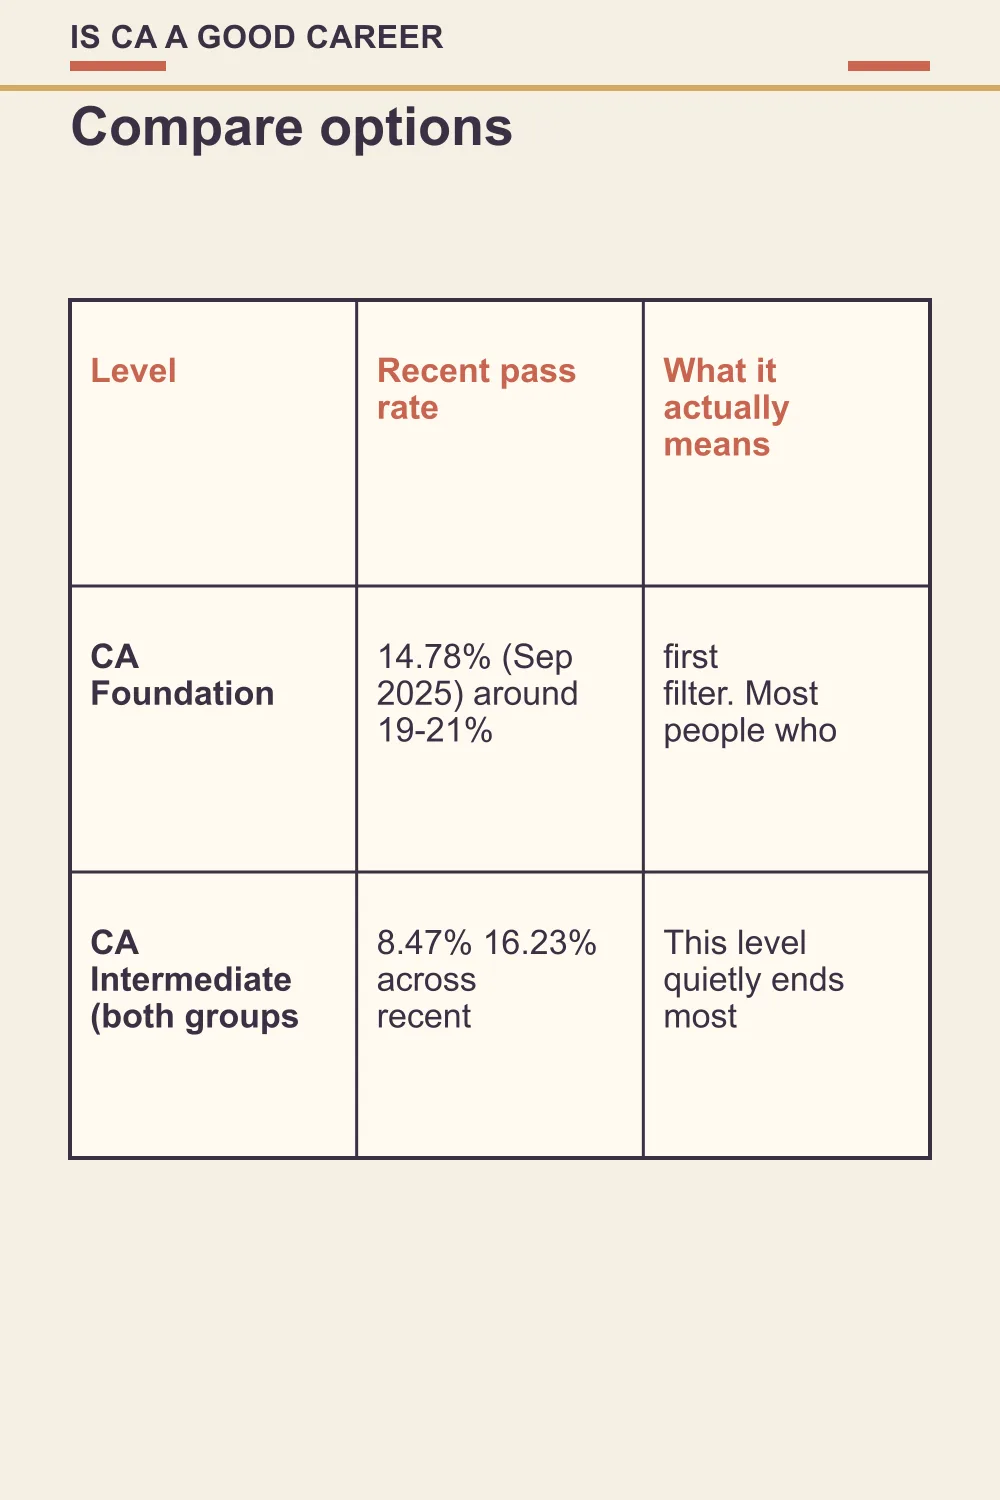 IS CA A GOOD CAREER
Compare options
Level
Recent pass
rate
What it
actually
means
CA
Foundation
14.78% (Sep
2025) around
19-21%
first
filter. Most
people who
CA
Intermediate
(both groups
8.47% 16.23%
across
recent
This level
quietly ends
most